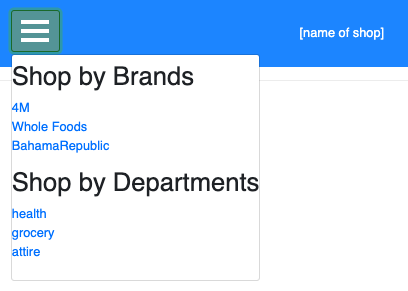 [name of shop]
Shop by Brands
4M
Whole Foods
BahamaRepublic
Shop by Departments
health
grocery
attire